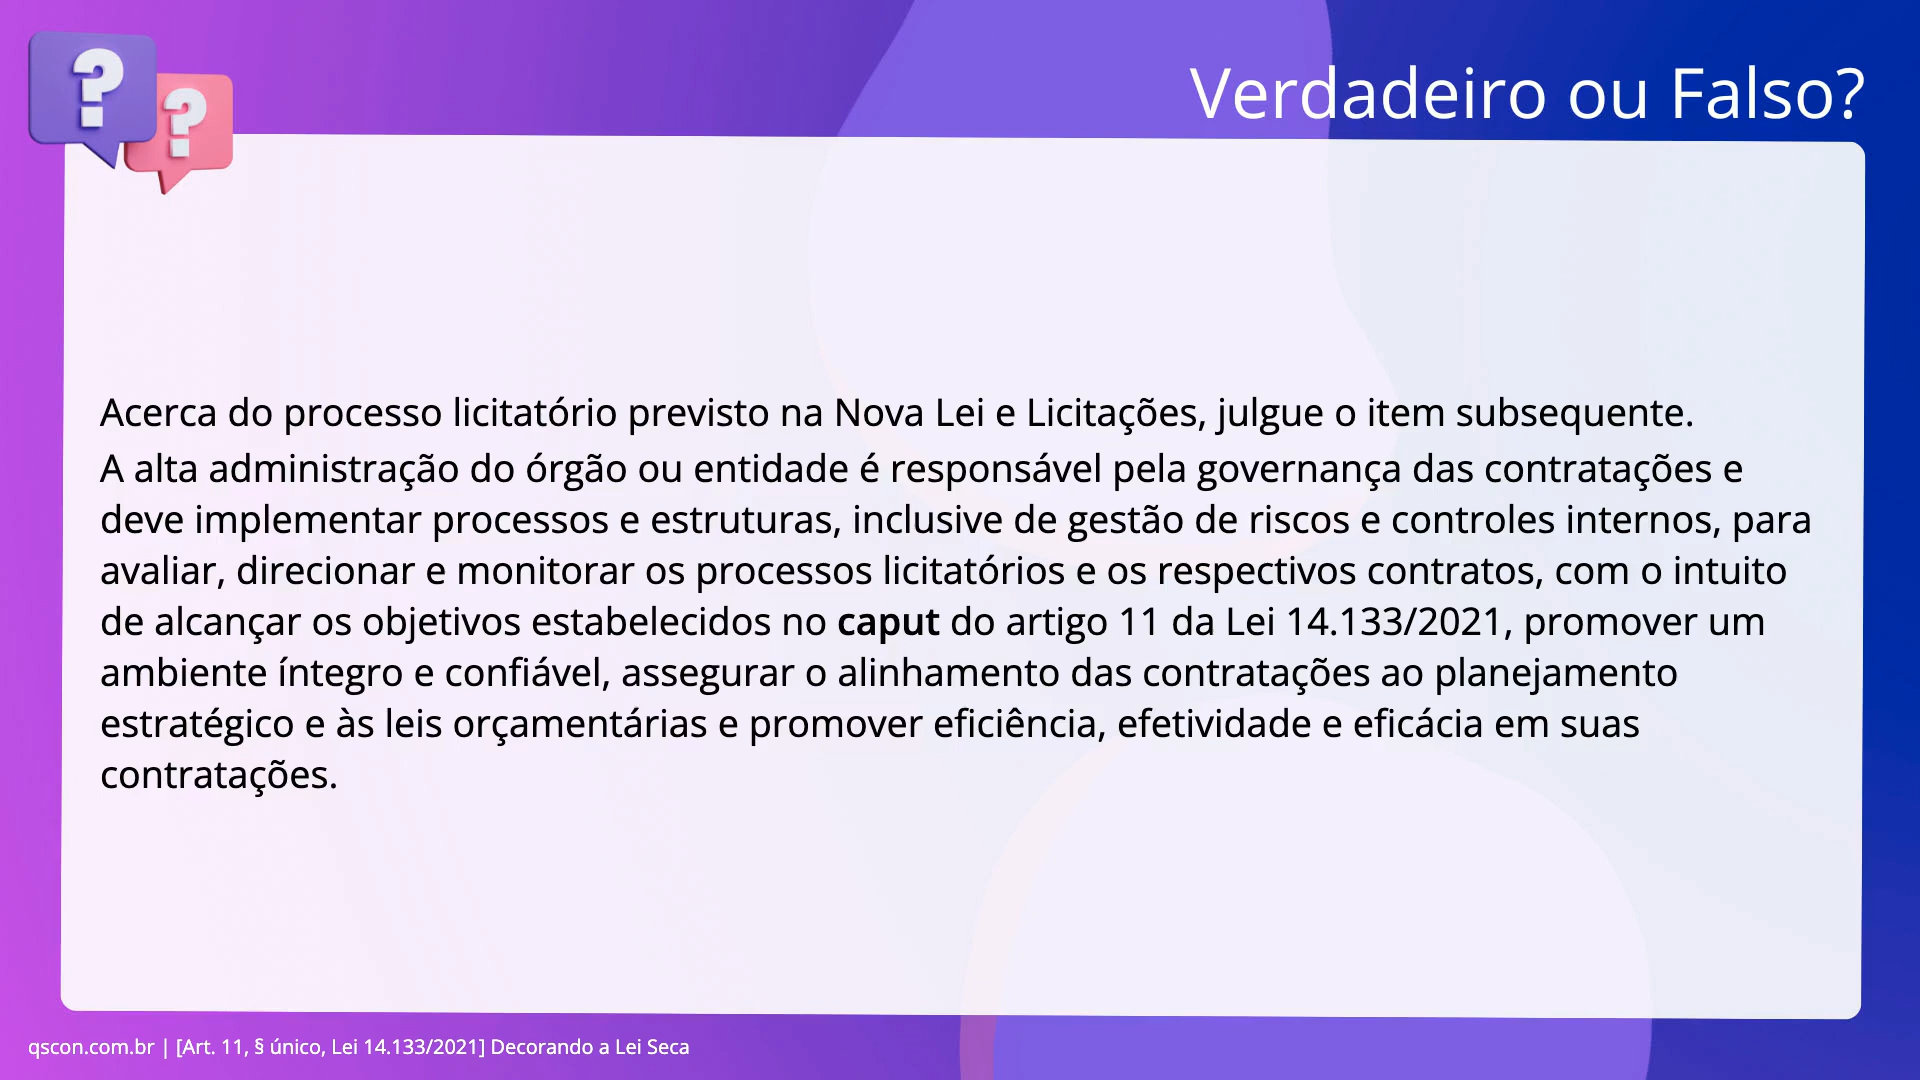 ? ?
Verdadeiro ou Falso?
Acerca do processo licitatório previsto na Nova Lei e Licitações, julgue o item subsequente.
A alta administração do órgão ou entidade é responsável pela governança das contratações e
deve implementar processos e estruturas, inclusive de gestão de riscos e controles internos, para
avaliar, direcionar e monitorar os processos licitatórios e os respectivos contratos, com o intuito
de alcançar os objetivos estabelecidos no caput do artigo 11 da Lei 14.133/2021, promover um
ambiente íntegro e confiável, assegurar o alinhamento das contratações ao planejamento
estratégico e às leis orçamentárias e promover eficiência, efetividade e eficácia em suas
contratações.
qscon.com.br | [Art. 11, § único, Lei 14.133/2021] Decorando a Lei Seca